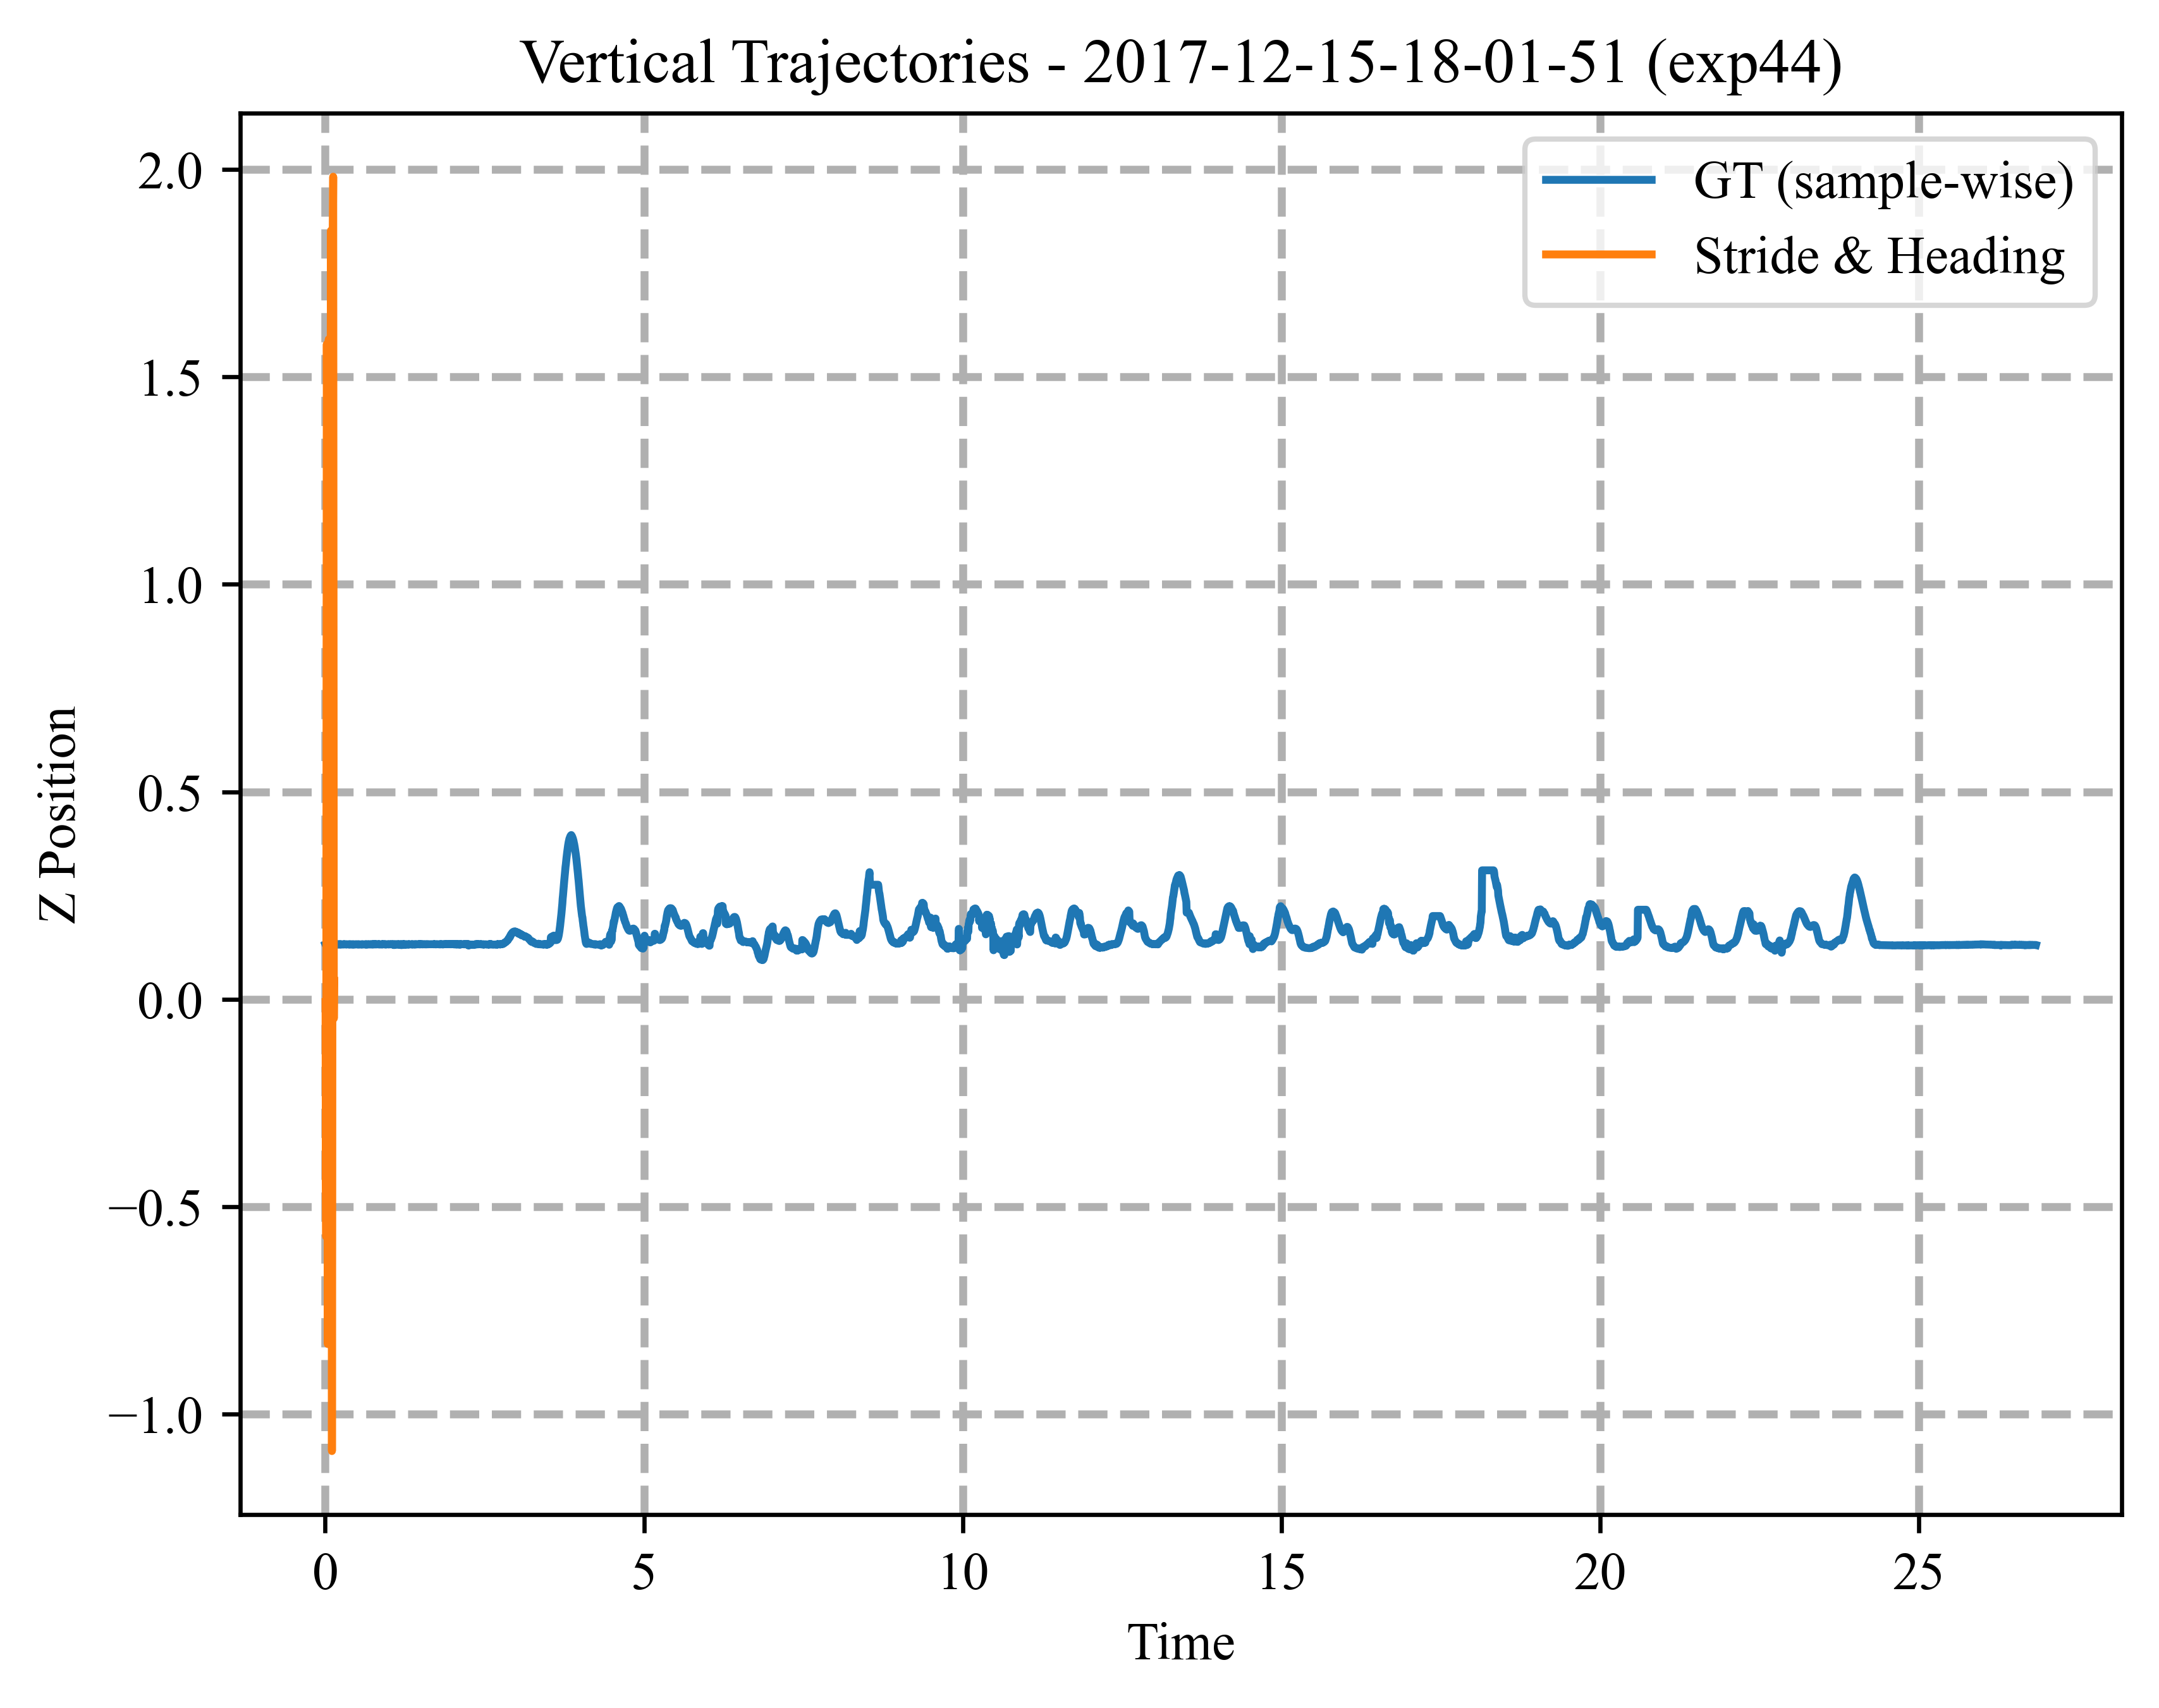 Vertical Trajectories - 2017-12-15-18-01-51 (exp44)
GT (sample-wise)
Stride & Heading
2.0
1.5
1.0
0.5
0.0
−0.5
−1.0
Z Position
0 5 10 15 20 25
Time